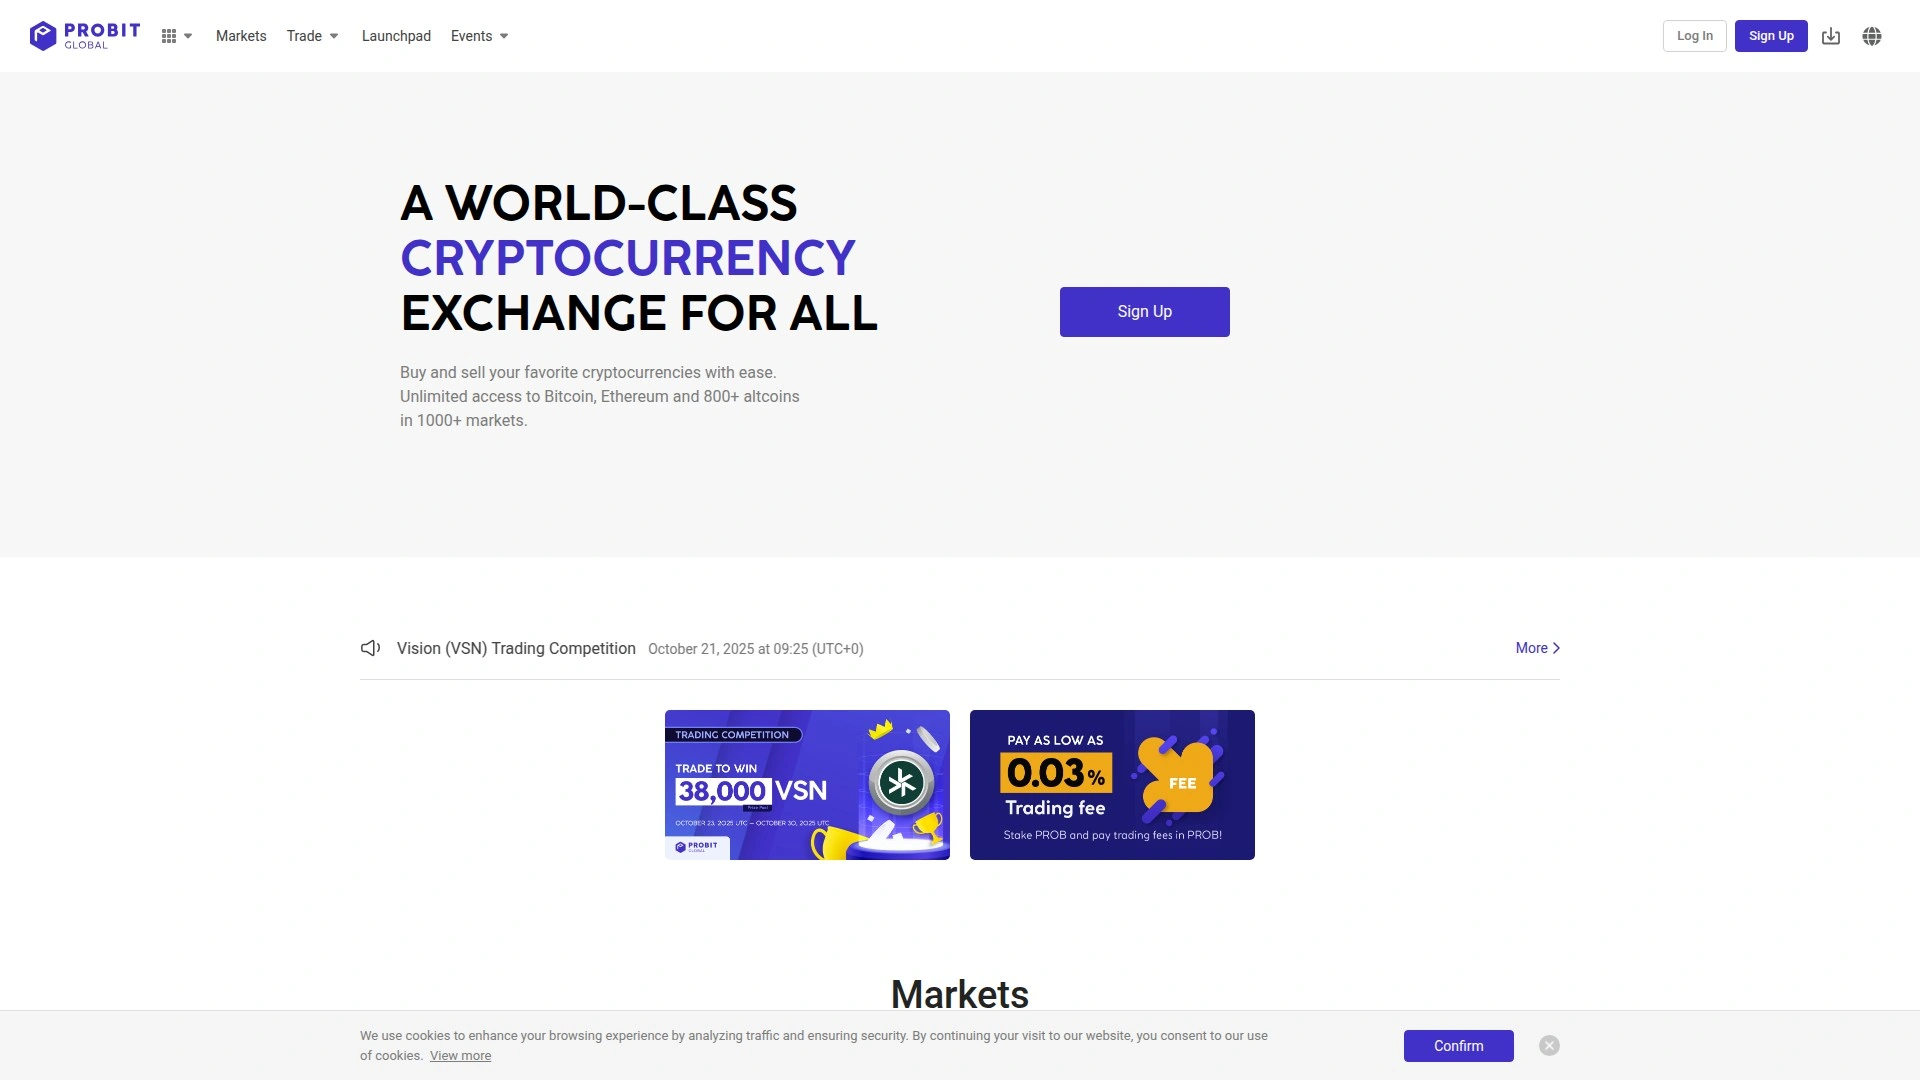 PROBIT
GLOBAL
Markets
Trade
Launchpad
Events
Log In
Sign Up
A WORLD-CLASS
CRYPTOCURRENCY
EXCHANGE FOR ALL
Sign Up
Buy and sell your favorite cryptocurrencies with ease.
Unlimited access to Bitcoin, Ethereum and 800+ altcoins
in 1000+ markets.
Vision (VSN) Trading Competition October 21, 2025 at 09:25 (UTC+0)
More
TRADING COMPETITION
TRADE TO WIN
38,000 VSN
Prize Pool
OCTOBER 23, 2025 UTC – OCTOBER 30, 2025 UTC
PROBIT
GLOBAL
PAY AS LOW AS
0.03%
Trading fee
FEE
Stake PROB and pay trading fees in PROB!
Markets
We use cookies to enhance your browsing experience by analyzing traffic and ensuring security. By continuing your visit to our website, you consent to our use
of cookies. View more
Confirm